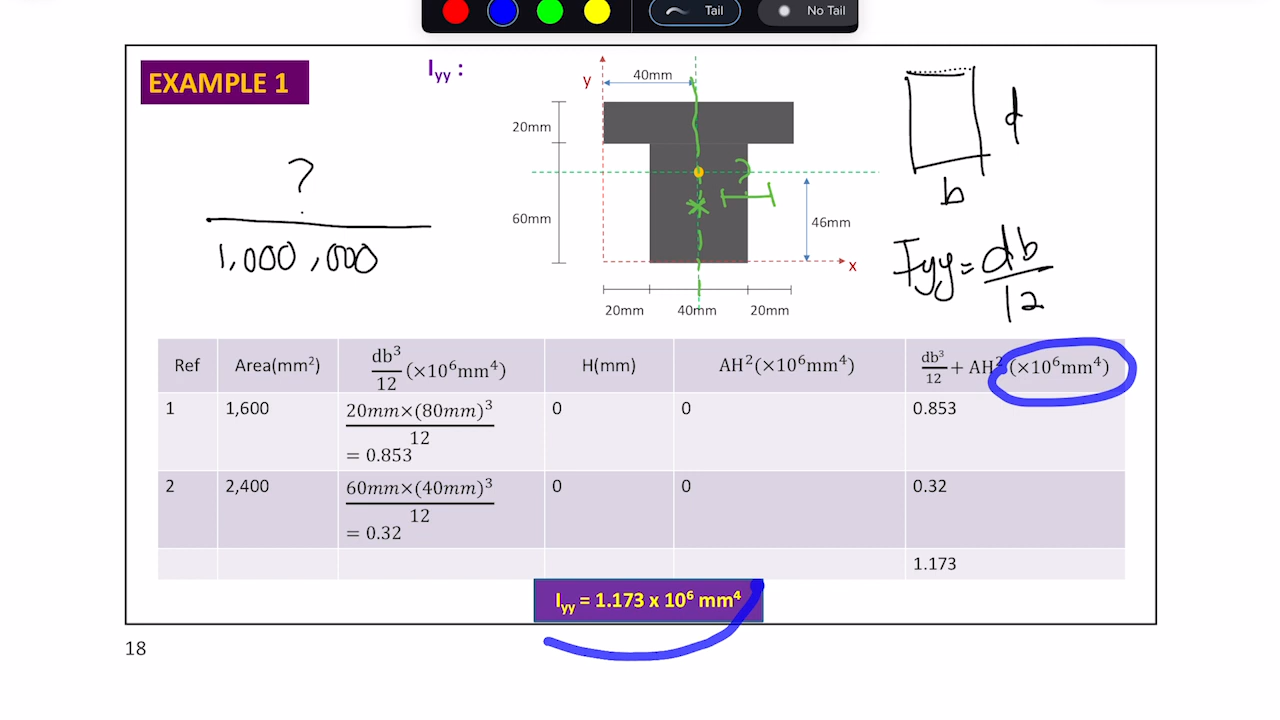 Tail
No Tail
EXAMPLE 1
I_yy :
y
40mm
20mm
60mm
46mm
x
20mm
40mm
20mm
?
1,000,000
?
d
b
Iyy = db/12
Ref
Area(mm²)
db³/12 (×10⁶mm⁴)
H(mm)
AH²(×10⁶mm⁴)
db³/12 + AH²(×10⁶mm⁴)
1
1,600
20mm×(80mm)³/12
= 0.853
0
0
0.853
2
2,400
60mm×(40mm)³/12
= 0.32
0
0
0.32
1.173
I_yy = 1.173 x 10⁶ mm⁴
18